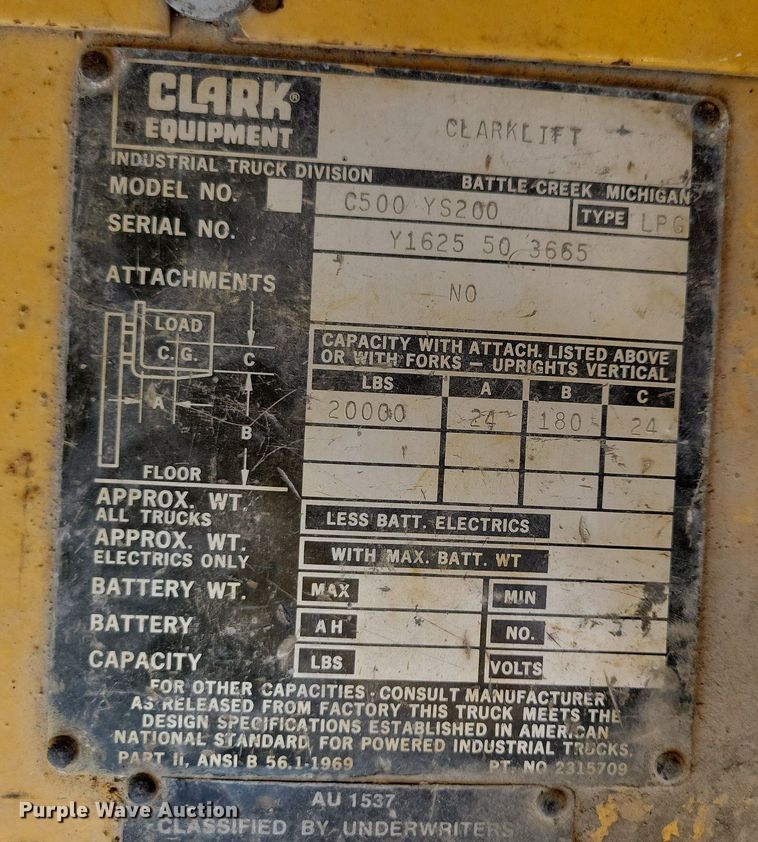 CLARK®
EQUIPMENT
CLARKLIFT
INDUSTRIAL TRUCK DIVISION BATTLE CREEK MICHIGAN
MODEL NO. C500 YS200 TYPE LPG
SERIAL NO. Y1625 50 3665
ATTACHMENTS NO
LOAD
C.G.
C
A
B
FLOOR
CAPACITY WITH ATTACH. LISTED ABOVE
OR WITH FORKS - UPRIGHTS VERTICAL
LBS A B C
20000 24 180 24
APPROX. WT
ALL TRUCKS LESS BATT. ELECTRICS
APPROX. WT.
ELECTRICS ONLY WITH MAX. BATT. WT
BATTERY WT. MAX MIN
BATTERY AH NO.
CAPACITY LBS VOLTS
FOR OTHER CAPACITIES - CONSULT MANUFACTURER
AS RELEASED FROM FACTORY THIS TRUCK MEETS THE
DESIGN SPECIFICATIONS ESTABLISHED IN AMERICAN
NATIONAL STANDARD FOR POWERED INDUSTRIAL TRUCKS.
PART II, ANSI B 56.1-1969 PT. NO 2315709
AU 1537
CLASSIFIED BY UNDERWRITERS
Purple Wave Auction